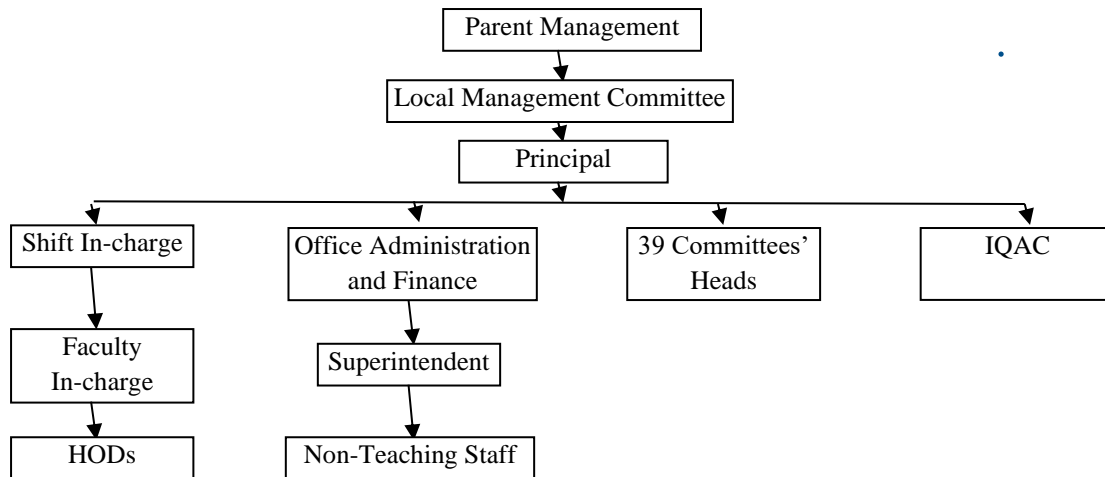 Parent Management
Local Management Committee
Principal
Shift In-charge
Office Administration
and Finance
39 Committees’
Heads
IQAC
Faculty
In-charge
Superintendent
HODs
Non-Teaching Staff